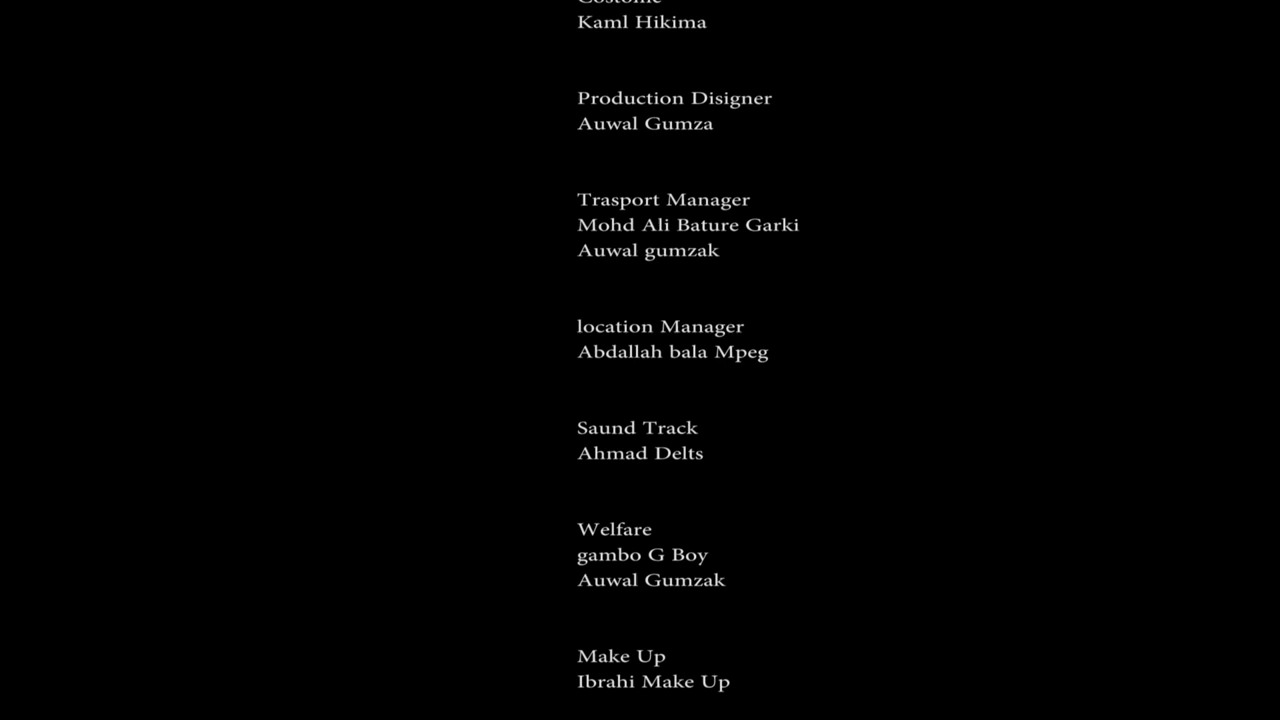 Kaml Hikima
Production Disigner
Auwal Gumza
Trasport Manager
Mohd Ali Bature Garki
Auwal gumzak
location Manager
Abdallah bala Mpeg
Saund Track
Ahmad Delts
Welfare
gambo G Boy
Auwal Gumzak
Make Up
Ibrahi Make Up